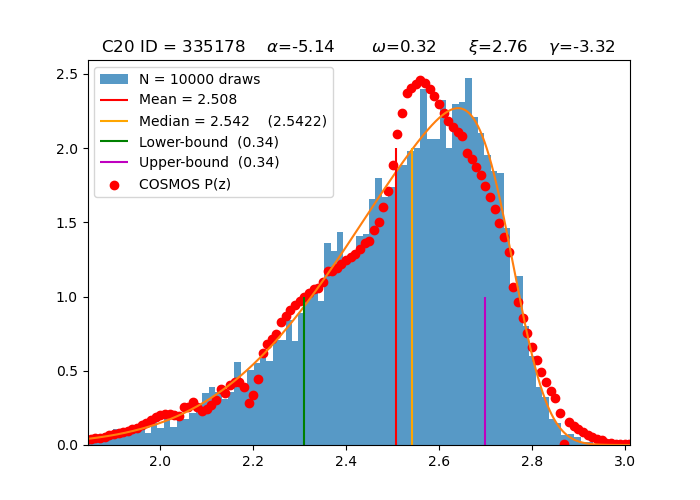 C20 ID = 335178 α=-5.14 ω=0.32 ξ=2.76 γ=-3.32
N = 10000 draws
Mean = 2.508
Median = 2.542 (2.5422)
Lower-bound (0.34)
Upper-bound (0.34)
COSMOS P(z)
2.5
2.0
1.5
1.0
0.5
0.0
2.0 2.2 2.4 2.6 2.8 3.0